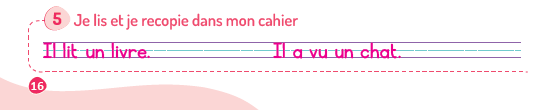 5 Je lis et je recopie dans mon cahier
Il lit un livre. Il a vu un chat.
16